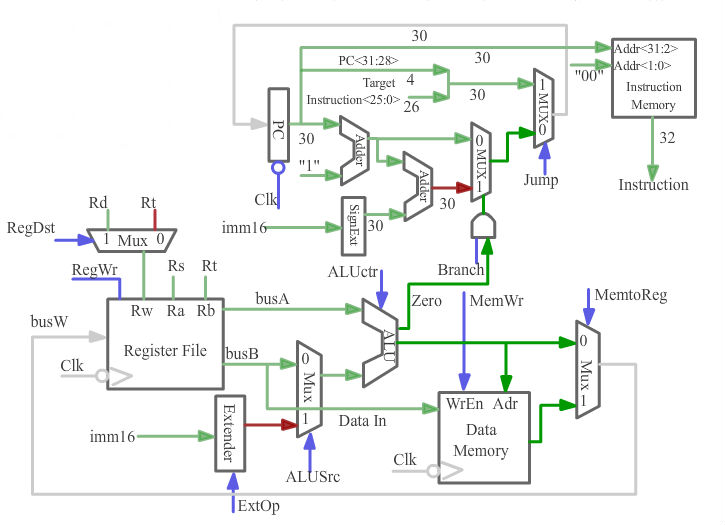 30
PC<31:28>
30
Addr<31:2>
Addr<1:0>
"00"
Target
4
Instruction<25:0>
26
30
1
MUX
0
Instruction
Memory
PC
30
Adder
0
MUX
1
32
"1"
Adder
Jump
Instruction
Clk
30
Rd
Rt
SignExt
imm16
30
RegDst
1
Mux
0
Branch
RegWr
Rs
Rt
ALUctr
Zero
MemWr
MemtoReg
busA
Rw
Ra
Rb
busW
Register File
busB
ALU
0
Mux
1
0
Mux
1
Clk
Extender
Data In
WrEn
Adr
Data
Memory
imm16
Clk
ALUSrc
ExtOp